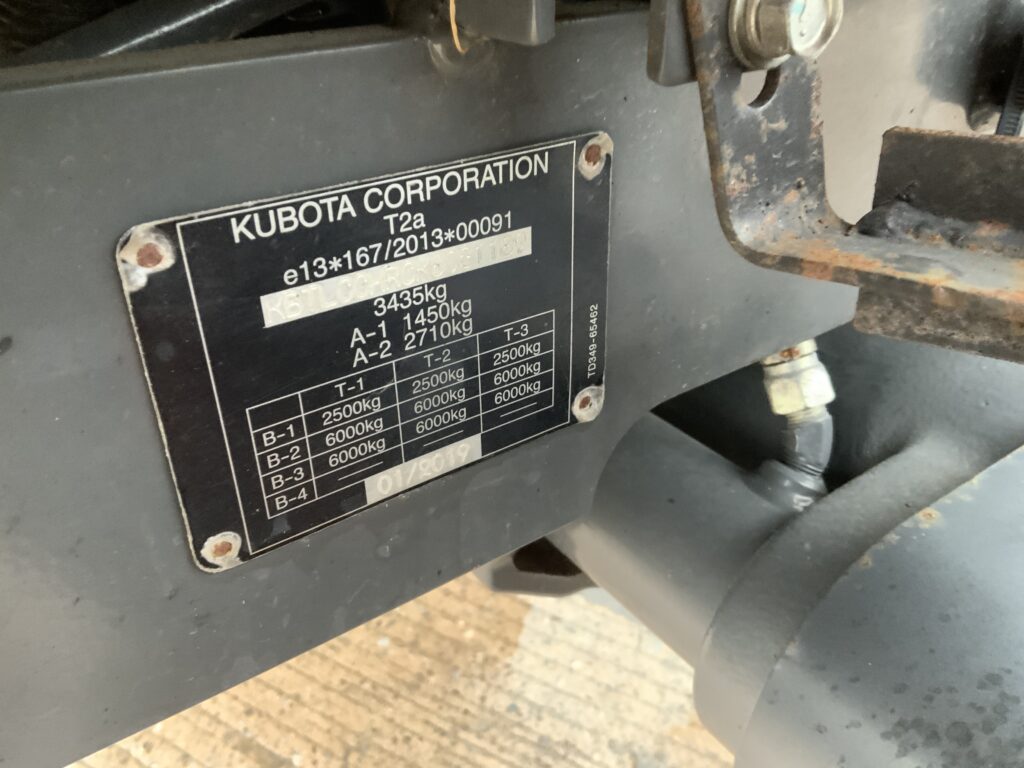 KUBOTA CORPORATION
T2a
e13*167/2013*00091
3435kg
A-1 1450kg
A-2 2710kg
T-1 T-2 T-3
B-1 2500kg 2500kg 2500kg
B-2 6000kg 6000kg 6000kg
B-3 6000kg 6000kg —
B-4 — —
01/2019
TD349-65462